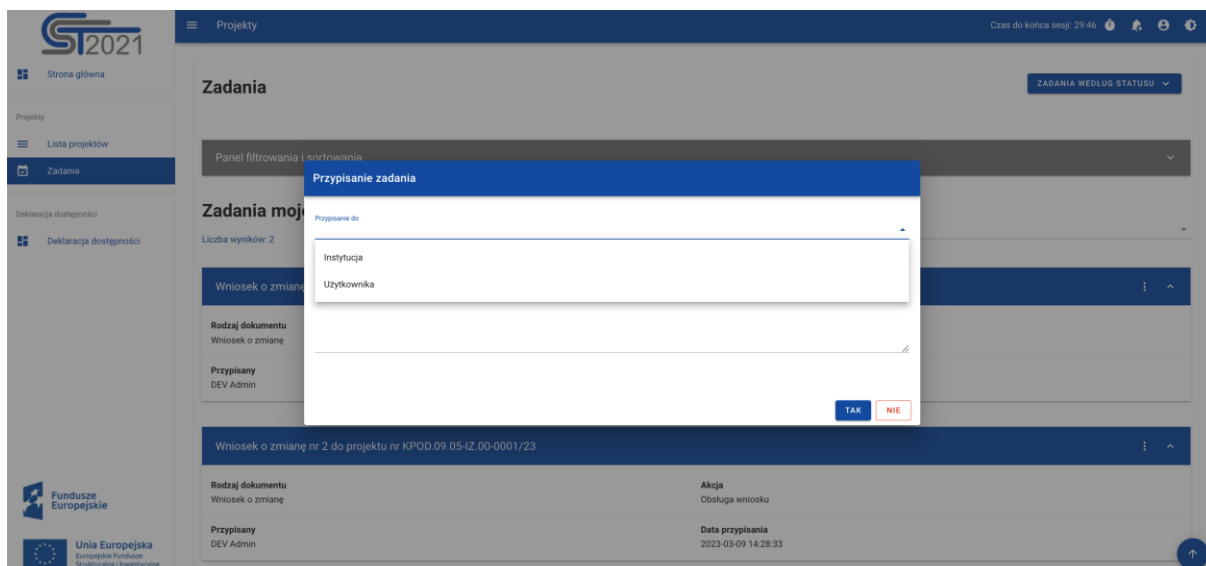 ST2021
Projekty
Czas do końca sesji: 29:46
Strona główna
Projekty
Lista projektów
Zadania
Deklaracja dostępności
Deklaracja dostępności
Fundusze
Europejskie
Unia Europejska
Europejskie Fundusze
Strukturalne i Inwestycyjne
Zadania
ZADANIA WEDŁUG STATUSU
Panel filtrowania i sortowania
Zadania moje
Liczba wyników: 2
Przypisanie zadania
Przypisanie do
Instytucja
Użytkownika
TAK
NIE
Wniosek o zmianę
Rodzaj dokumentu
Wniosek o zmianę
Przypisany
DEV Admin
Wniosek o zmianę nr 2 do projektu nr KPOD.09.05-IZ.00-0001/23
Rodzaj dokumentu
Wniosek o zmianę
Akcja
Obsługa wniosku
Przypisany
DEV Admin
Data przypisania
2023-03-09 14:28:33